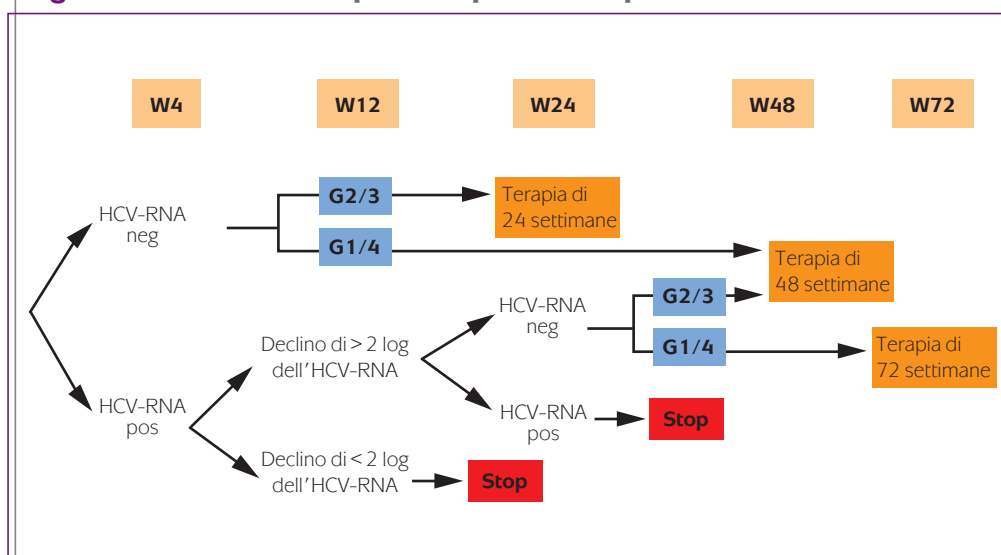 W4
W12
W24
W48
W72
HCV-RNA
neg
G2/3
Terapia di
24 settimane
G1/4
Terapia di
48 settimane
HCV-RNA
neg
G2/3
G1/4
Terapia di
72 settimane
Declino di > 2 log
dell'HCV-RNA
HCV-RNA
pos
HCV-RNA
pos
Stop
Declino di < 2 log
dell'HCV-RNA
Stop